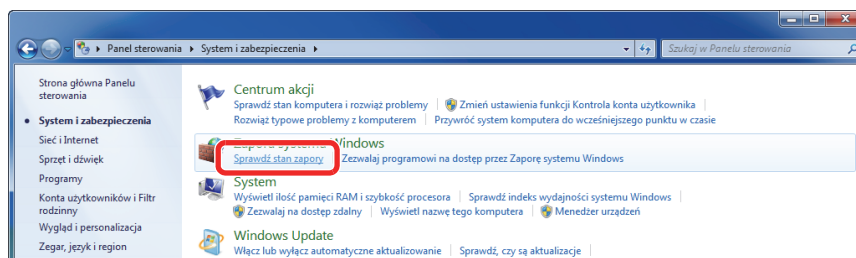 Panel sterowania ▸ System i zabezpieczenia ▸
Szukaj w Panelu sterowania
Strona główna Panelu
sterowania
System i zabezpieczenia
Sieć i Internet
Sprzęt i dźwięk
Programy
Konta użytkowników i Filtr
rodzinny
Wygląd i personalizacja
Zegar, język i region
Centrum akcji
Sprawdź stan komputera i rozwiąż problemy | Zmień ustawienia funkcji Kontrola konta użytkownika |
Rozwiąż typowe problemy z komputerem | Przywróć system komputera do wcześniejszego punktu w czasie
Zapora systemu Windows
Sprawdź stan zapory | Zezwalaj programowi na dostęp przez Zaporę systemu Windows
System
Wyświetl ilość pamięci RAM i szybkość procesora | Sprawdź indeks wydajności systemu Windows |
Zezwalaj na dostęp zdalny | Wyświetl nazwę tego komputera | Menedżer urządzeń
Windows Update
Włącz lub wyłącz automatyczne aktualizowanie | Sprawdź, czy są aktualizacje |